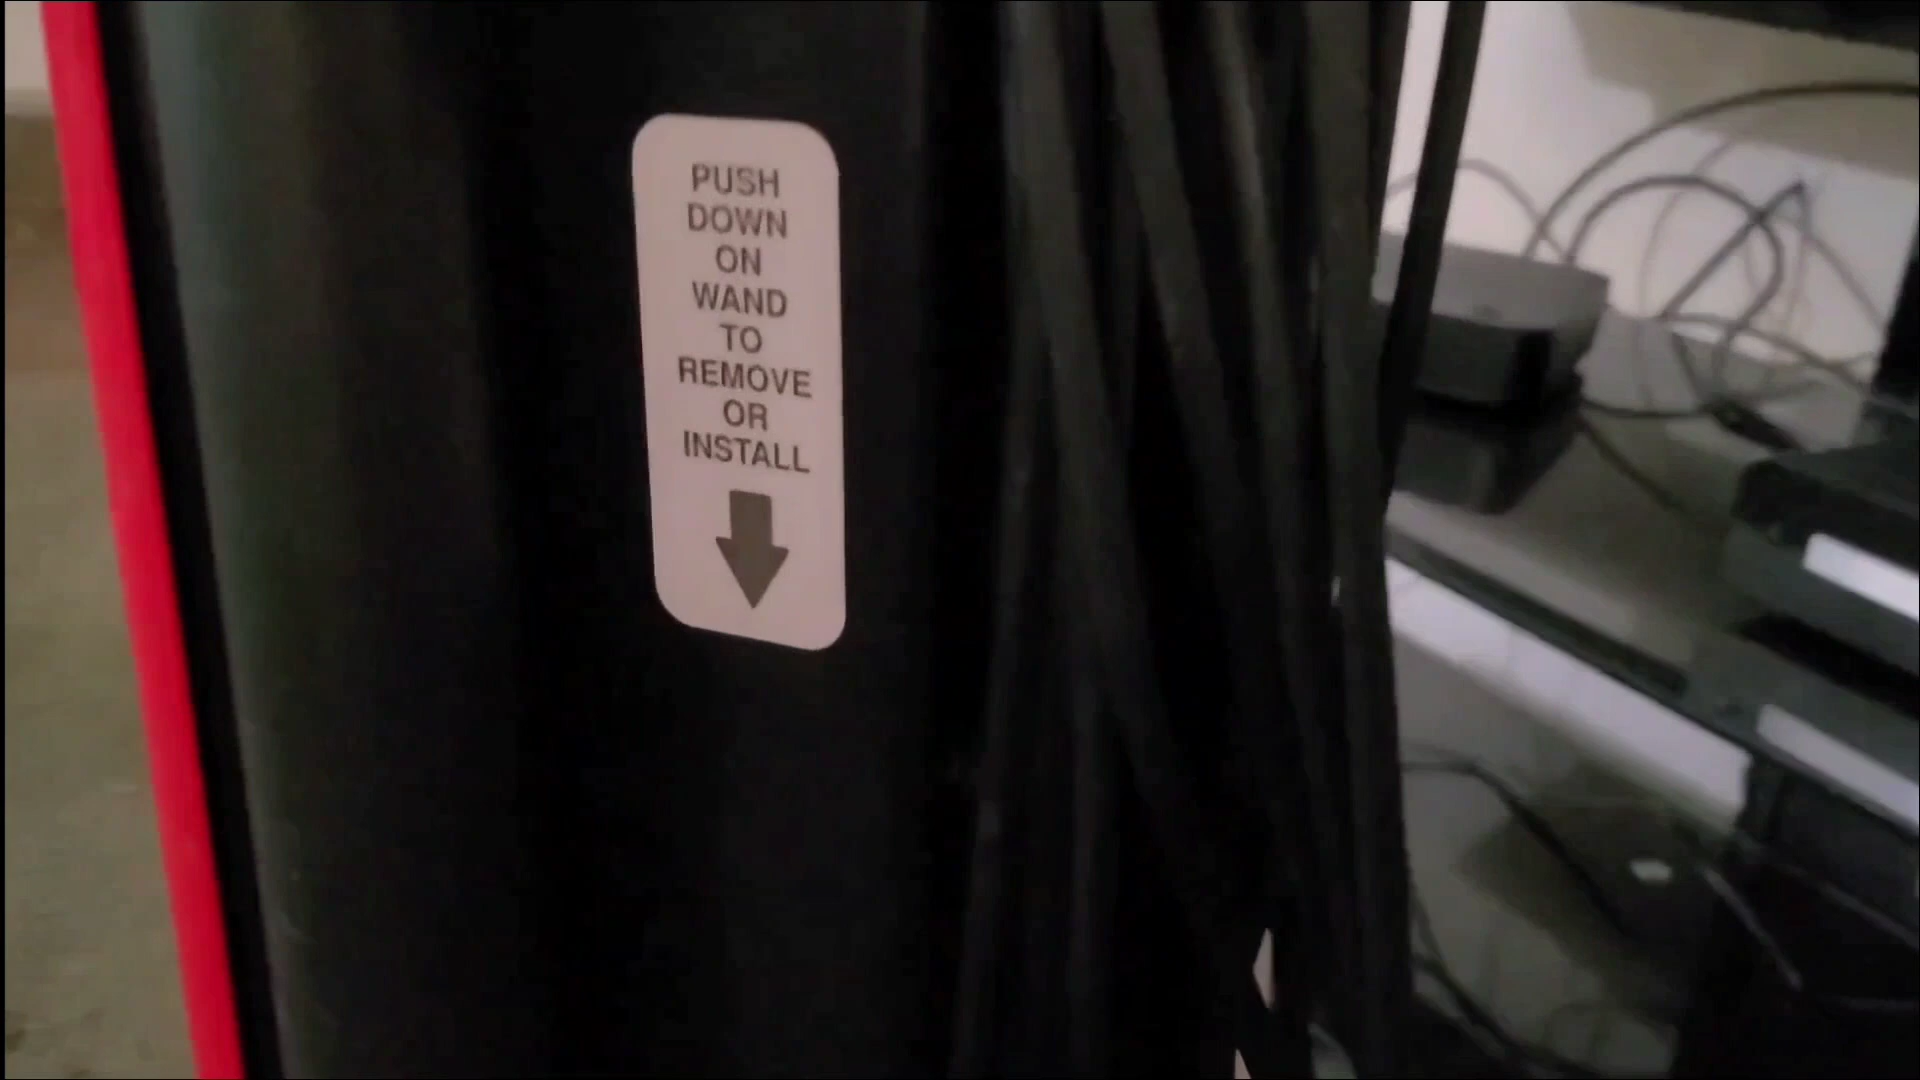 PUSH
DOWN
ON
WAND
TO
REMOVE
OR
INSTALL